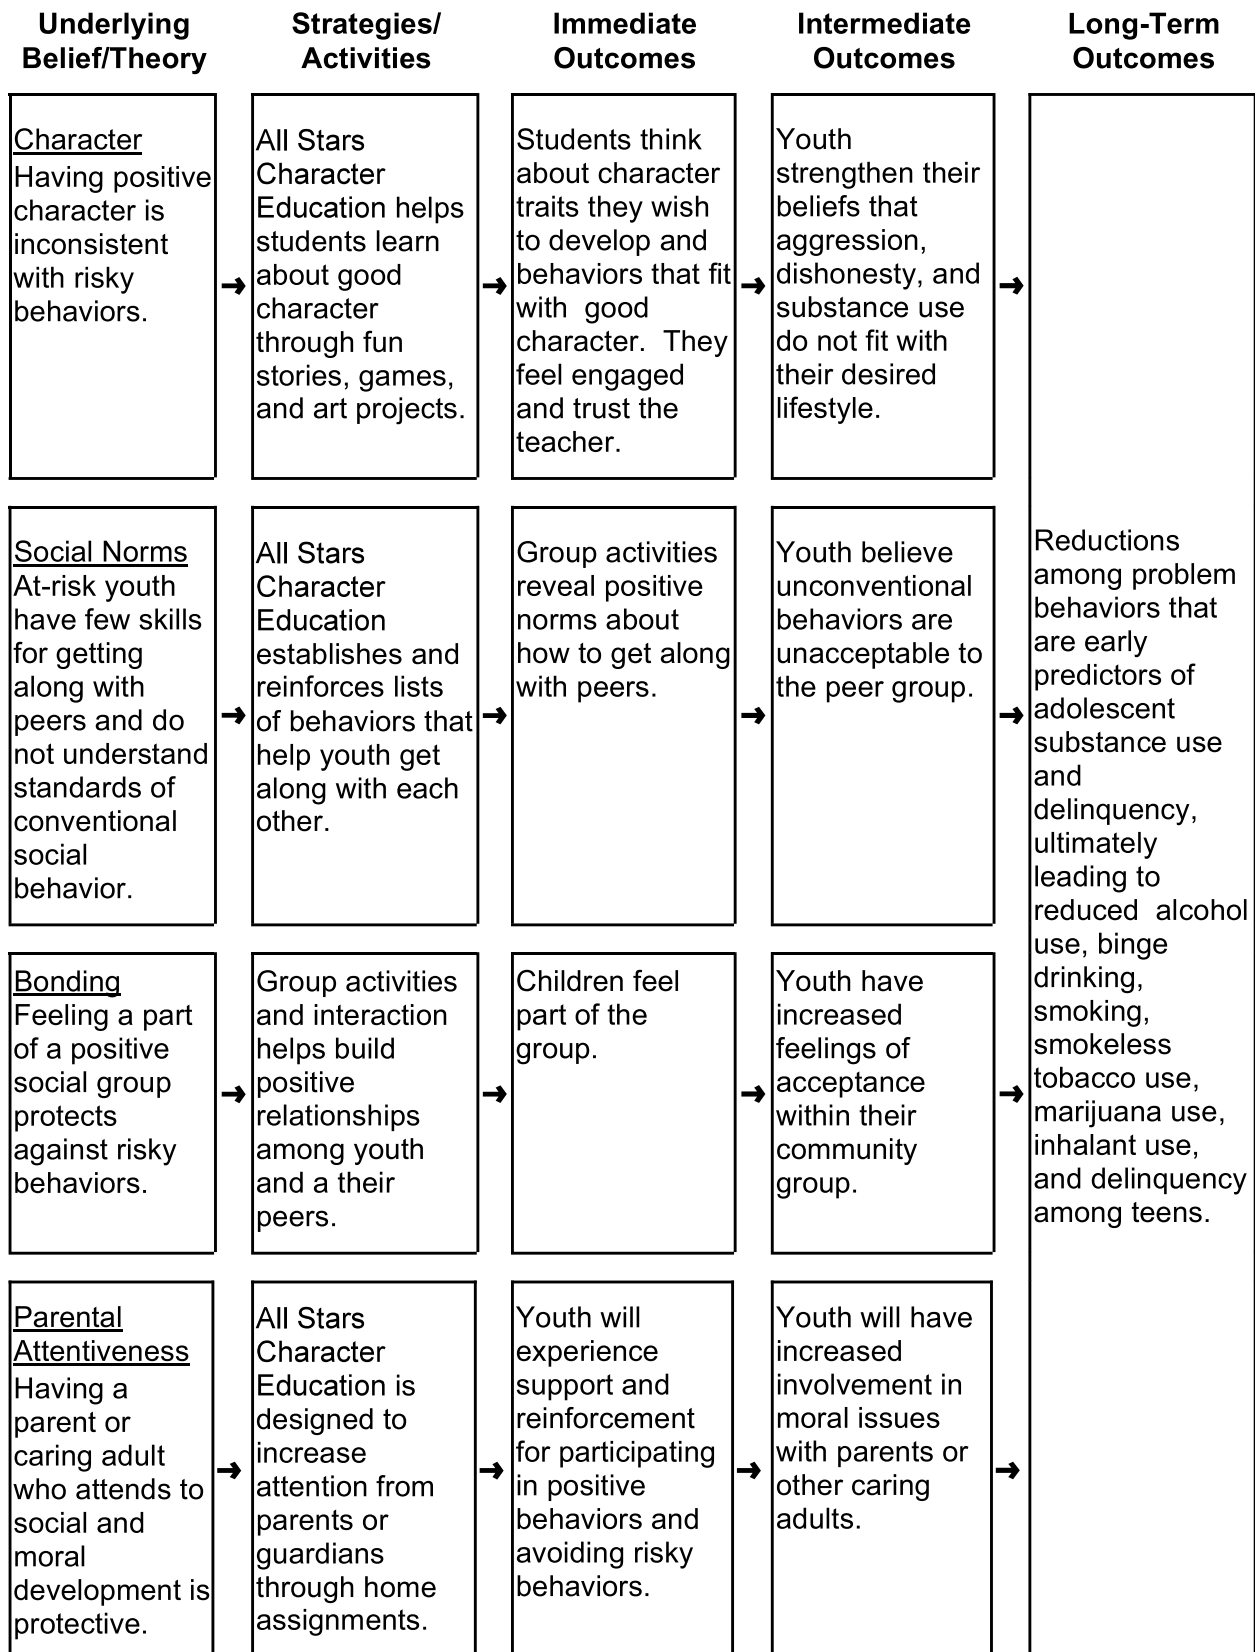 Underlying
Belief/Theory
Strategies/
Activities
Immediate
Outcomes
Intermediate
Outcomes
Long-Term
Outcomes
Character
Having positive
character is
inconsistent
with risky
behaviors.
All Stars
Character
Education helps
students learn
about good
character
through fun
stories, games,
and art projects.
Students think
about character
traits they wish
to develop and
behaviors that fit
with  good
character.  They
feel engaged
and trust the
teacher.
Youth
strengthen their
beliefs that
aggression,
dishonesty, and
substance use
do not fit with
their desired
lifestyle.
Social Norms
At-risk youth
have few skills
for getting
along with
peers and do
not understand
standards of
conventional
social
behavior.
All Stars
Character
Education
establishes and
reinforces lists
of behaviors that
help youth get
along with each
other.
Group activities
reveal positive
norms about
how to get along
with peers.
Youth believe
unconventional
behaviors are
unacceptable to
the peer group.
Bonding
Feeling a part
of a positive
social group
protects
against risky
behaviors.
Group activities
and interaction
helps build
positive
relationships
among youth
and a their
peers.
Children feel
part of the
group.
Youth have
increased
feelings of
acceptance
within their
community
group.
Parental
Attentiveness
Having a
parent or
caring adult
who attends to
social and
moral
development is
protective.
All Stars
Character
Education is
designed to
increase
attention from
parents or
guardians
through home
assignments.
Youth will
experience
support and
reinforcement
for participating
in positive
behaviors and
avoiding risky
behaviors.
Youth will have
increased
involvement in
moral issues
with parents or
other caring
adults.
Reductions
among problem
behaviors that
are early
predictors of
adolescent
substance use
and
delinquency,
ultimately
leading to
reduced  alcohol
use, binge
drinking,
smoking,
smokeless
tobacco use,
marijuana use,
inhalant use,
and delinquency
among teens.